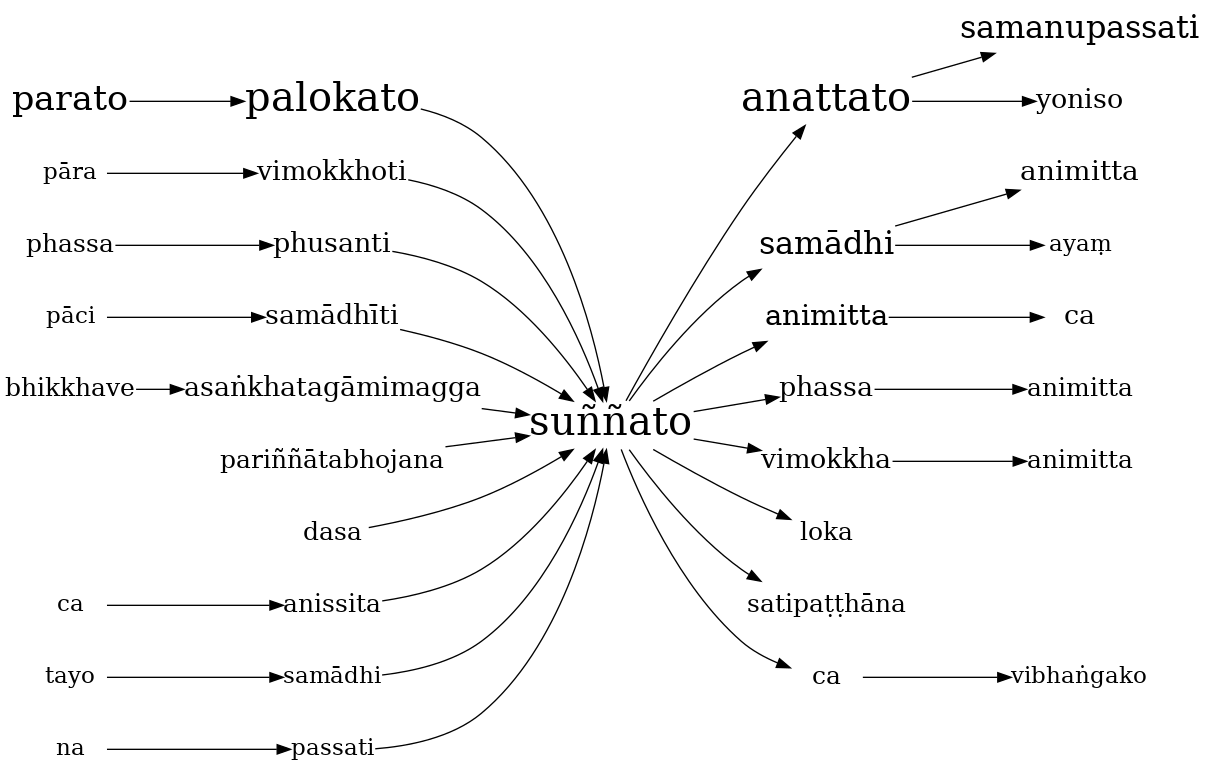 samanupassati
parato palokato anattato yoniso
pāra vimokkhoti animitta
phassa phusanti samādhi ayaṃ
pāci samādhīti animitta ca
bhikkhave asaṅkhatagāmimagga phassa animitta
suññato
pariññātabhojana vimokkha animitta
dasa loka
ca anissita satipaṭṭhāna
tayo samādhi ca vibhaṅgako
na passati